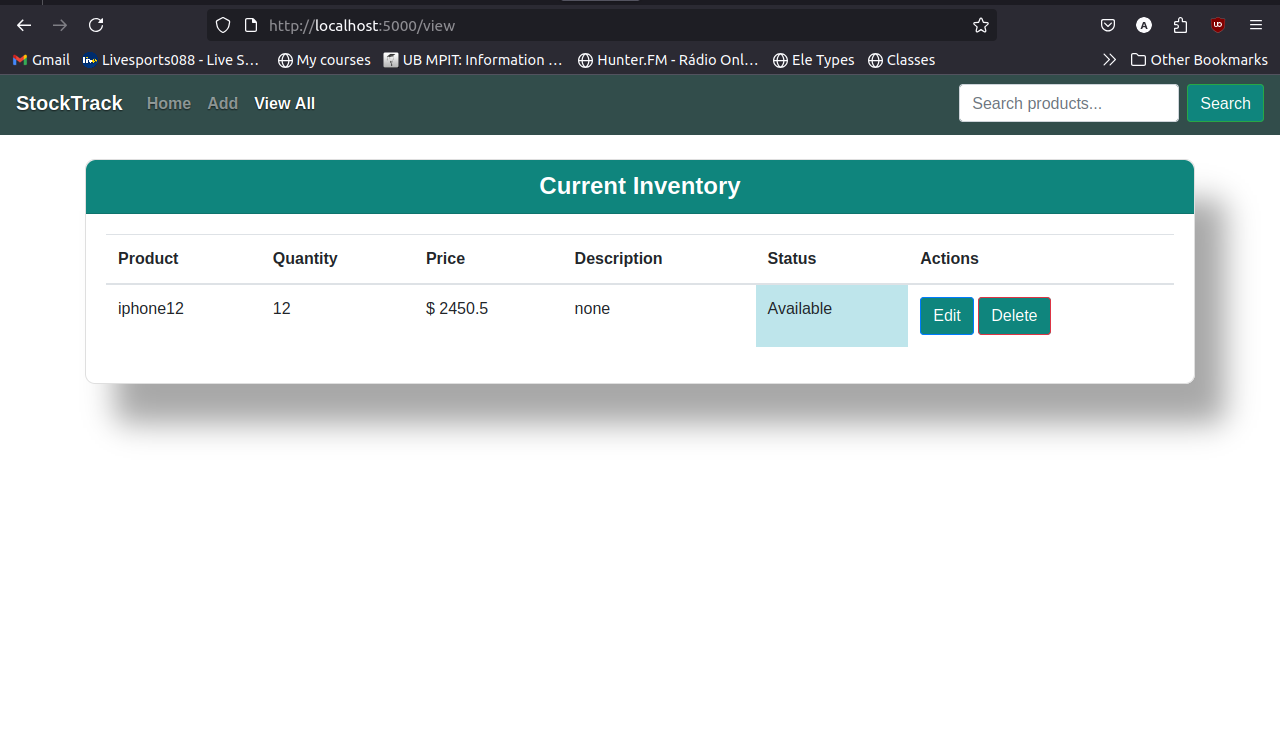 http://localhost:5000/view
Gmail Livesports088 - Live S… My courses UB MPIT: Information … Hunter.FM - Rádio Onl… Ele Types Classes Other Bookmarks
StockTrack Home Add View All Search products... Search
Current Inventory
Product Quantity Price Description Status Actions
iphone12 12 $ 2450.5 none Available Edit Delete